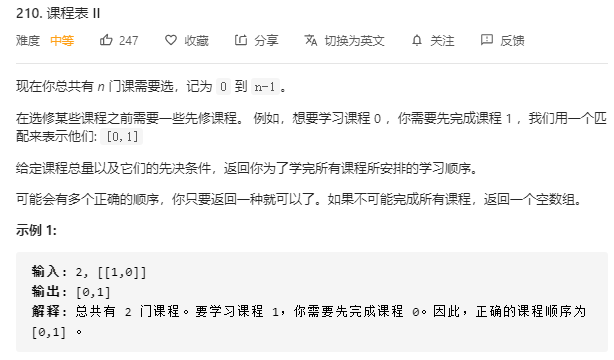 210. 课程表 II
难度 中等 247 收藏 分享 切换为英文 关注 反馈
现在你总共有 n 门课需要选，记为 0 到 n-1。
在选修某些课程之前需要一些先修课程。 例如，想要学习课程 0 ，你需要先完成课程 1 ，我们用一个匹
配来表示他们: [0,1]
给定课程总量以及它们的先决条件，返回你为了学完所有课程所安排的学习顺序。
可能会有多个正确的顺序，你只要返回一种就可以了。如果不可能完成所有课程，返回一个空数组。
示例 1:
输入: 2, [[1,0]]
输出: [0,1]
解释: 总共有 2 门课程。要学习课程 1，你需要先完成课程 0。因此，正确的课程顺序为
[0,1] 。